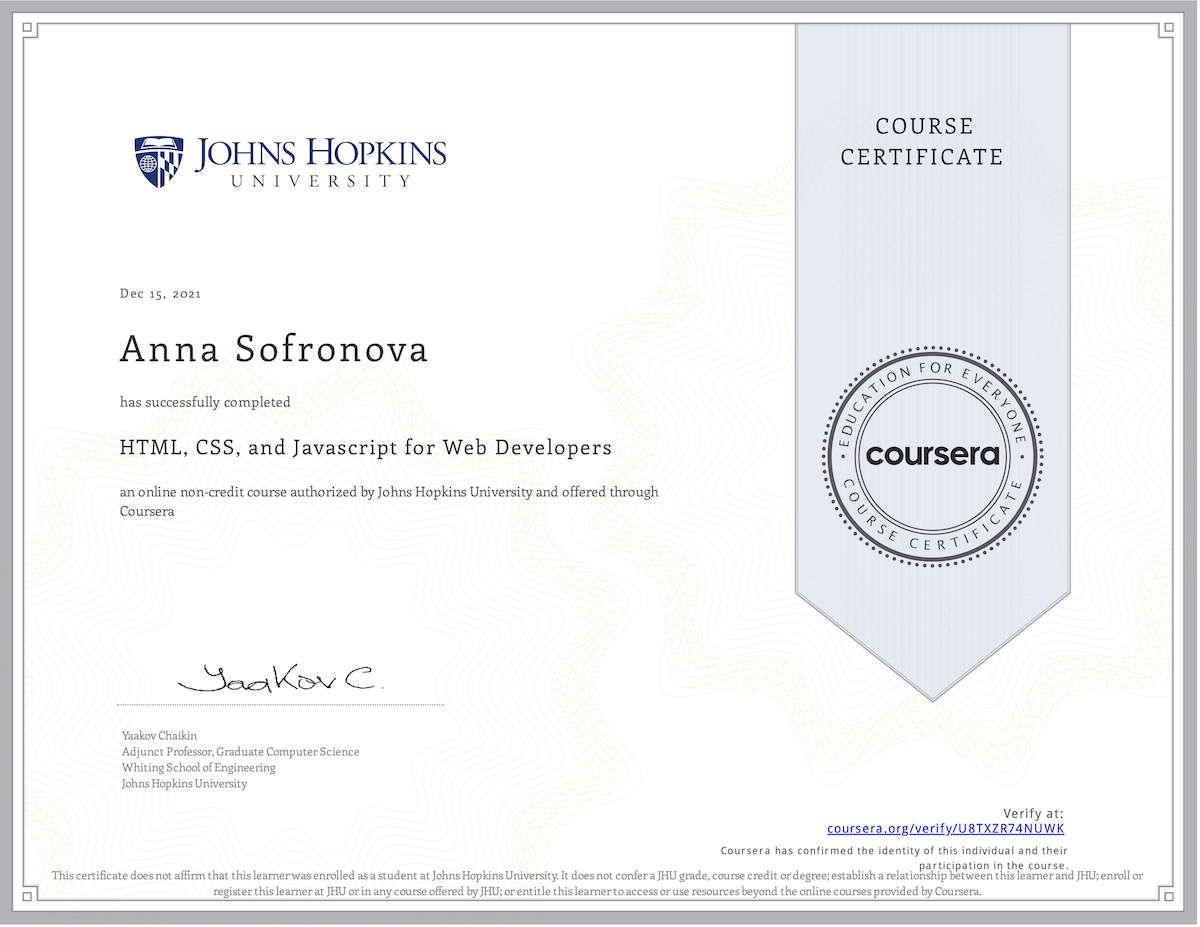 JOHNS HOPKINS
UNIVERSITY
COURSE
CERTIFICATE
Dec 15, 2021
Anna Sofronova
has successfully completed
HTML, CSS, and Javascript for Web Developers
an online non-credit course authorized by Johns Hopkins University and offered through
Coursera
EDUCATION FOR EVERYONE
coursera
COURSE CERTIFICATE
Yaakov C.
Yaakov Chaikin
Adjunct Professor, Graduate Computer Science
Whiting School of Engineering
Johns Hopkins University
Verify at:
coursera.org/verify/U8TXZR74NUWK
Coursera has confirmed the identity of this individual and their
participation in the course.
This certificate does not affirm that this learner was enrolled as a student at Johns Hopkins University. It does not confer a JHU grade, course credit or degree; establish a relationship between this learner and JHU; enroll or
register this learner at JHU or in any course offered by JHU; or entitle this learner to access or use resources beyond the online courses provided by Coursera.